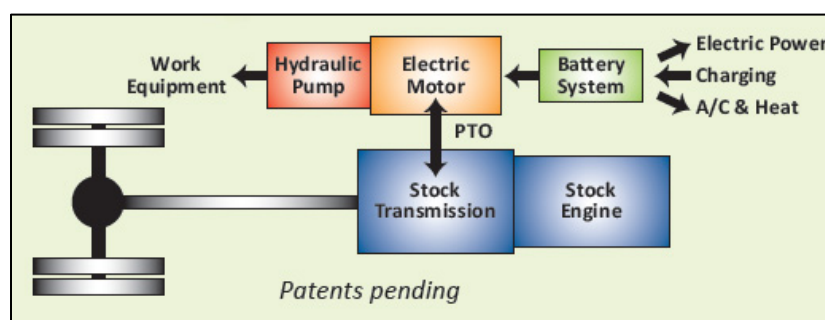 Work
Equipment
Hydraulic
Pump
Electric
Motor
Battery
System
Electric Power
Charging
A/C & Heat
PTO
Stock
Transmission
Stock
Engine
Patents pending